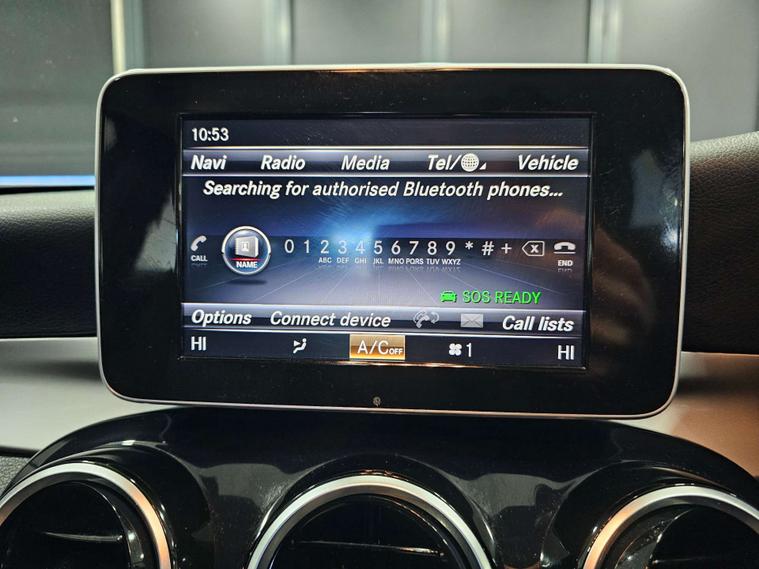 10:53
Navi Radio Media Tel/ Vehicle
Searching for authorised Bluetooth phones...
0 1 2 3 4 5 6 7 8 9 * # +
ABC DEF GHI JKL MNO PQRS TUV WXYZ
CALL NAME END
SOS READY
Options Connect device Call lists
HI A/C OFF 1 HI